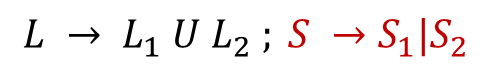 L → L₁ U L₂ ; S → S₁|S₂